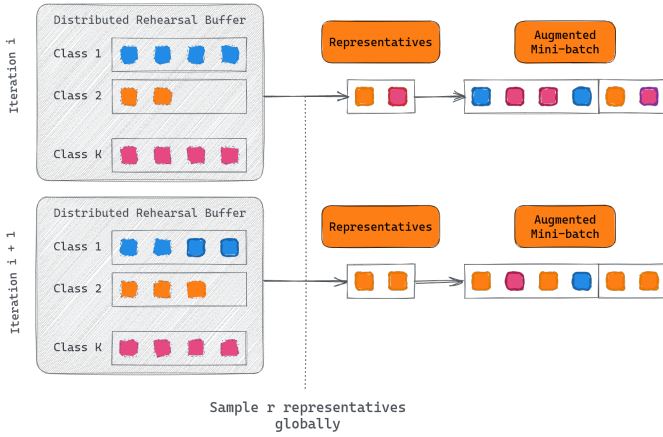 Iteration i
Distributed Rehearsal Buffer
Class 1
Class 2
Class K
Representatives
Augmented
Mini-batch
Iteration i + 1
Distributed Rehearsal Buffer
Class 1
Class 2
Class K
Representatives
Augmented
Mini-batch
Sample r representatives
globally